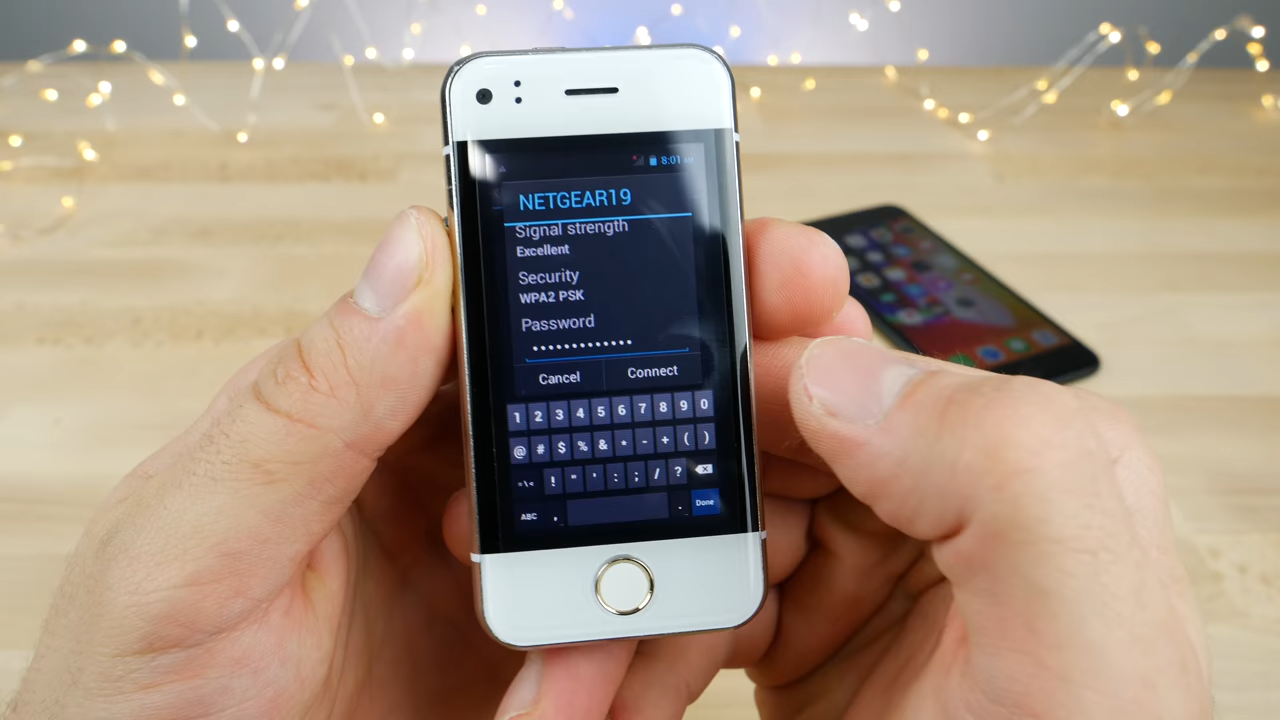 8:01
NETGEAR19
Signal strength
Excellent
Security
WPA2 PSK
Password
•••••••••••••
Cancel Connect
1 2 3 4 5 6 7 8 9 0
@ # $ % & * - + ( )
=\< ! " ' : ; / ?
ABC , . Done